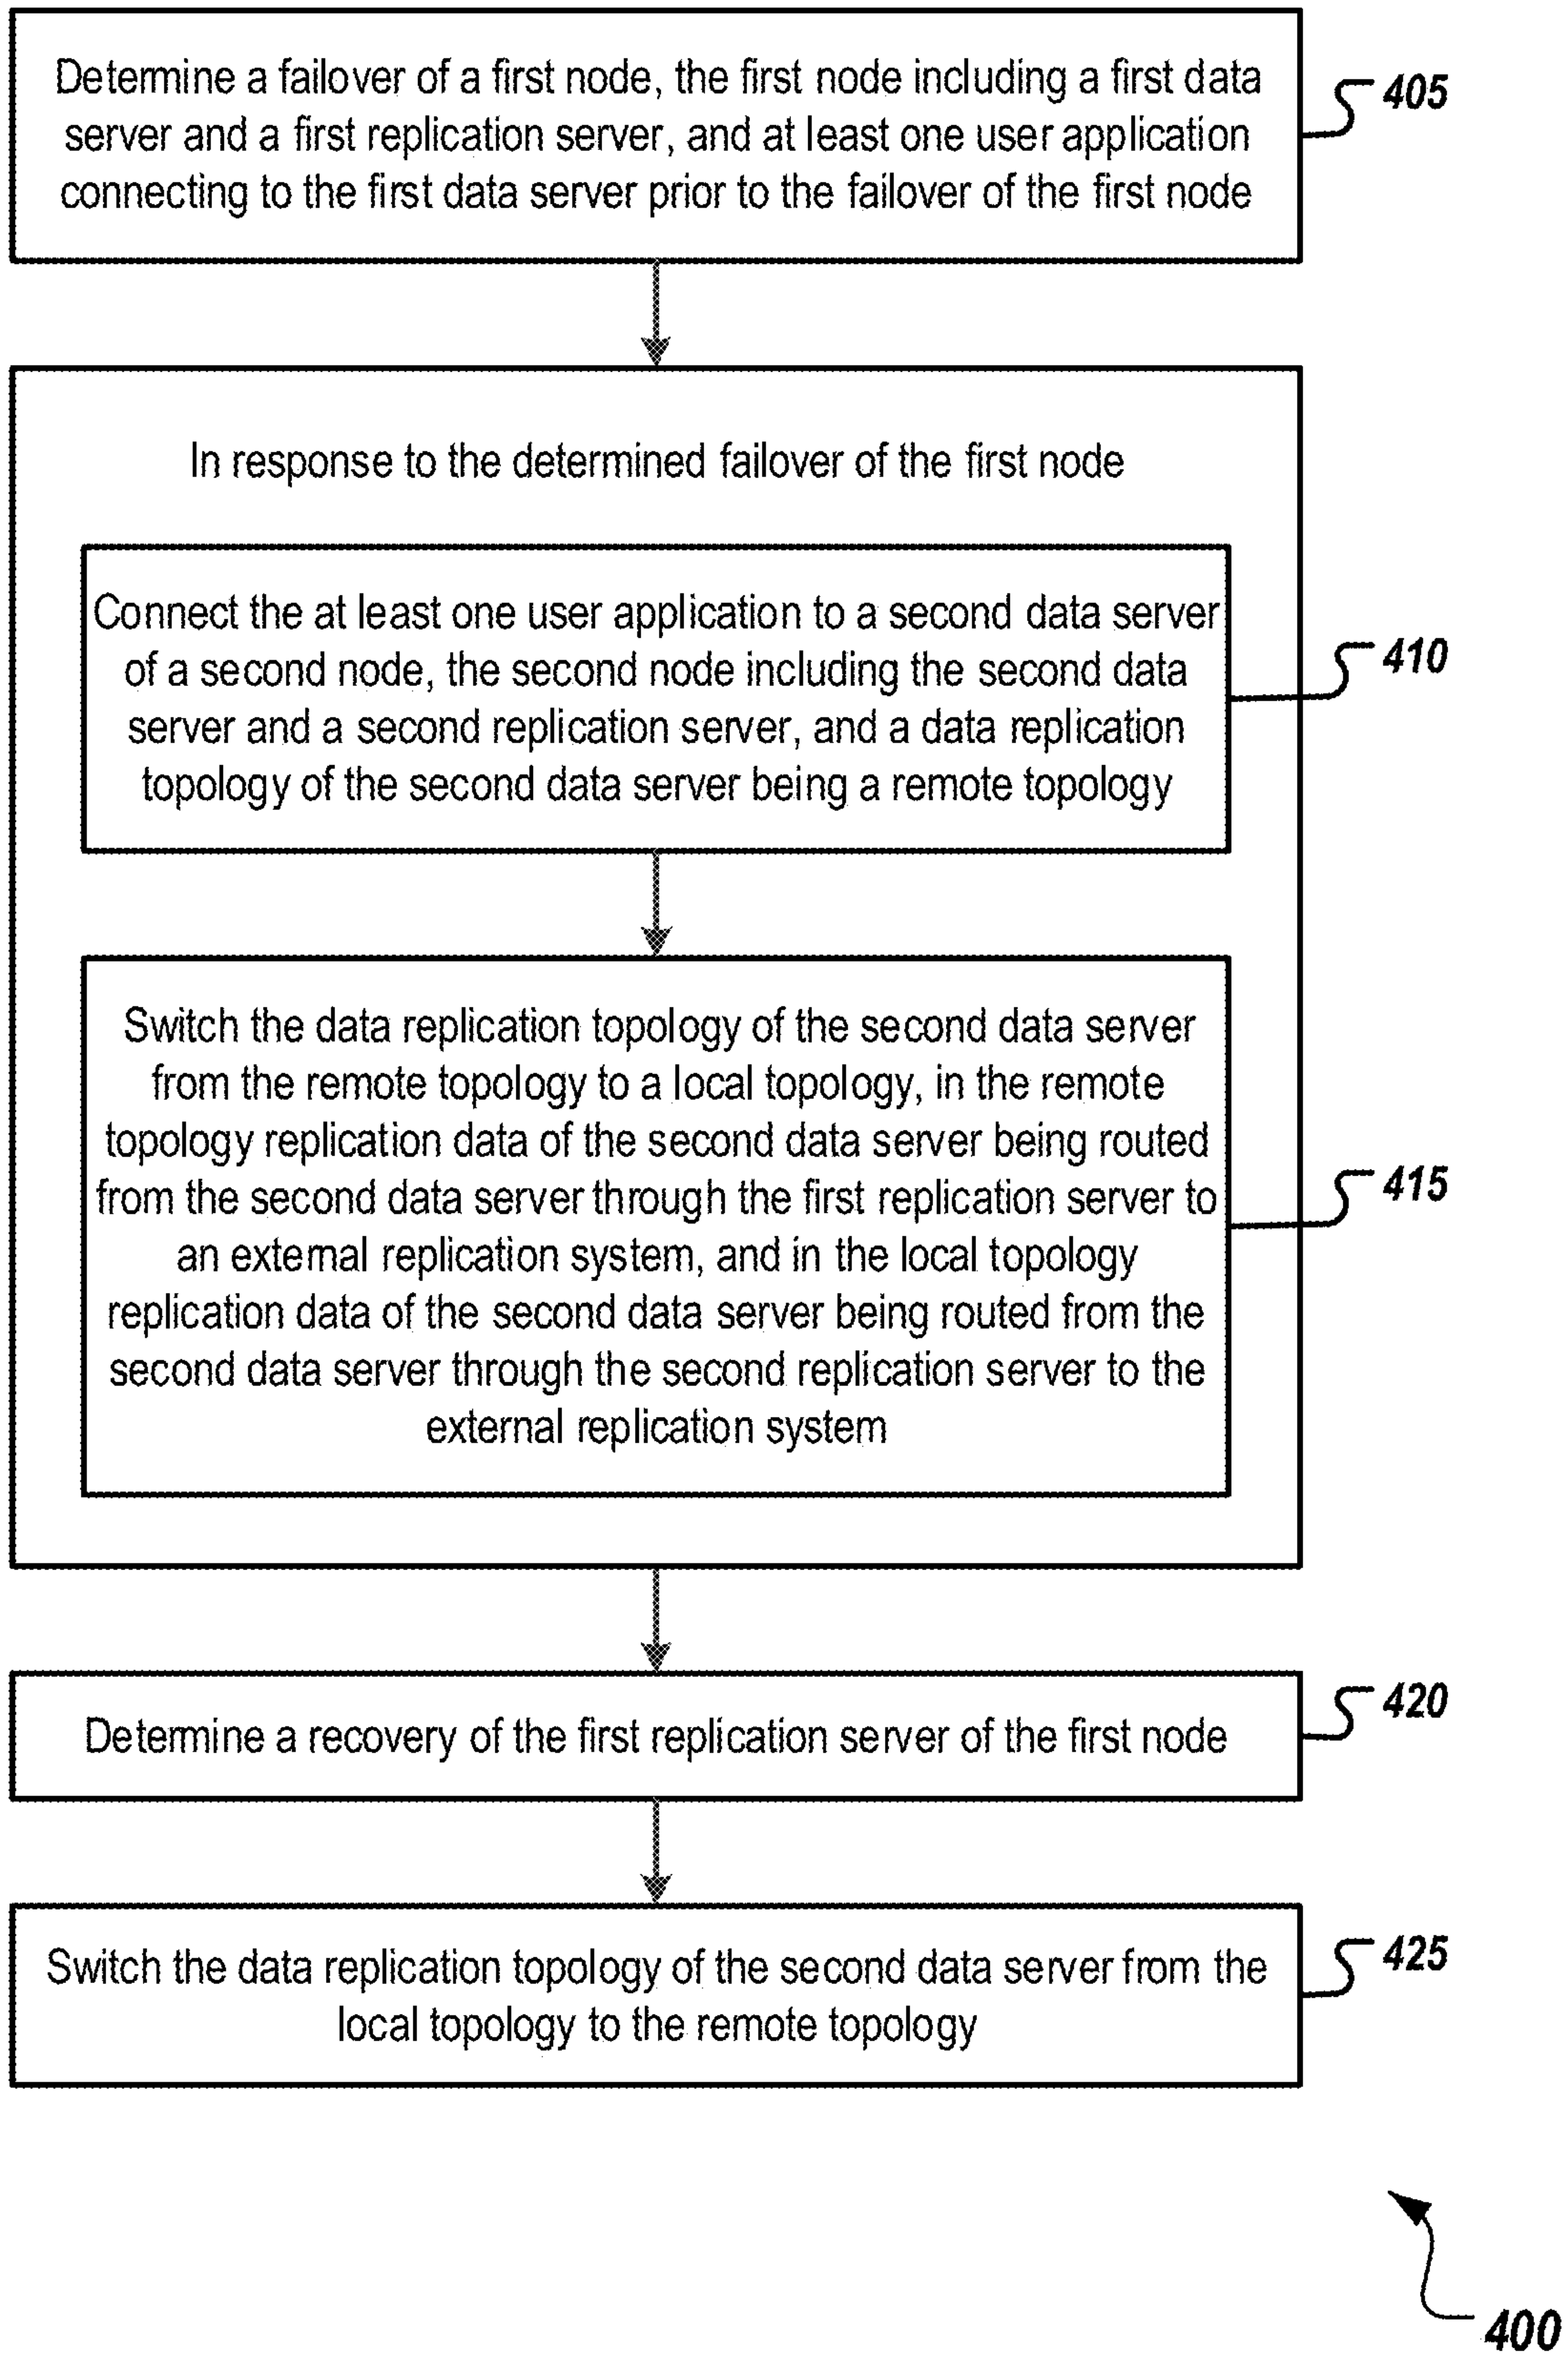 Determine a failover of a first node, the first node including a first data
server and a first replication server, and at least one user application
connecting to the first data server prior to the failover of the first node
405
In response to the determined failover of the first node
Connect the at least one user application to a second data server
of a second node, the second node including the second data
server and a second replication server, and a data replication
topology of the second data server being a remote topology
410
Switch the data replication topology of the second data server
from the remote topology to a local topology, in the remote
topology replication data of the second data server being routed
from the second data server through the first replication server to
an external replication system, and in the local topology
replication data of the second data server being routed from the
second data server through the second replication server to the
external replication system
415
Determine a recovery of the first replication server of the first node
420
Switch the data replication topology of the second data server from the
local topology to the remote topology
425
400